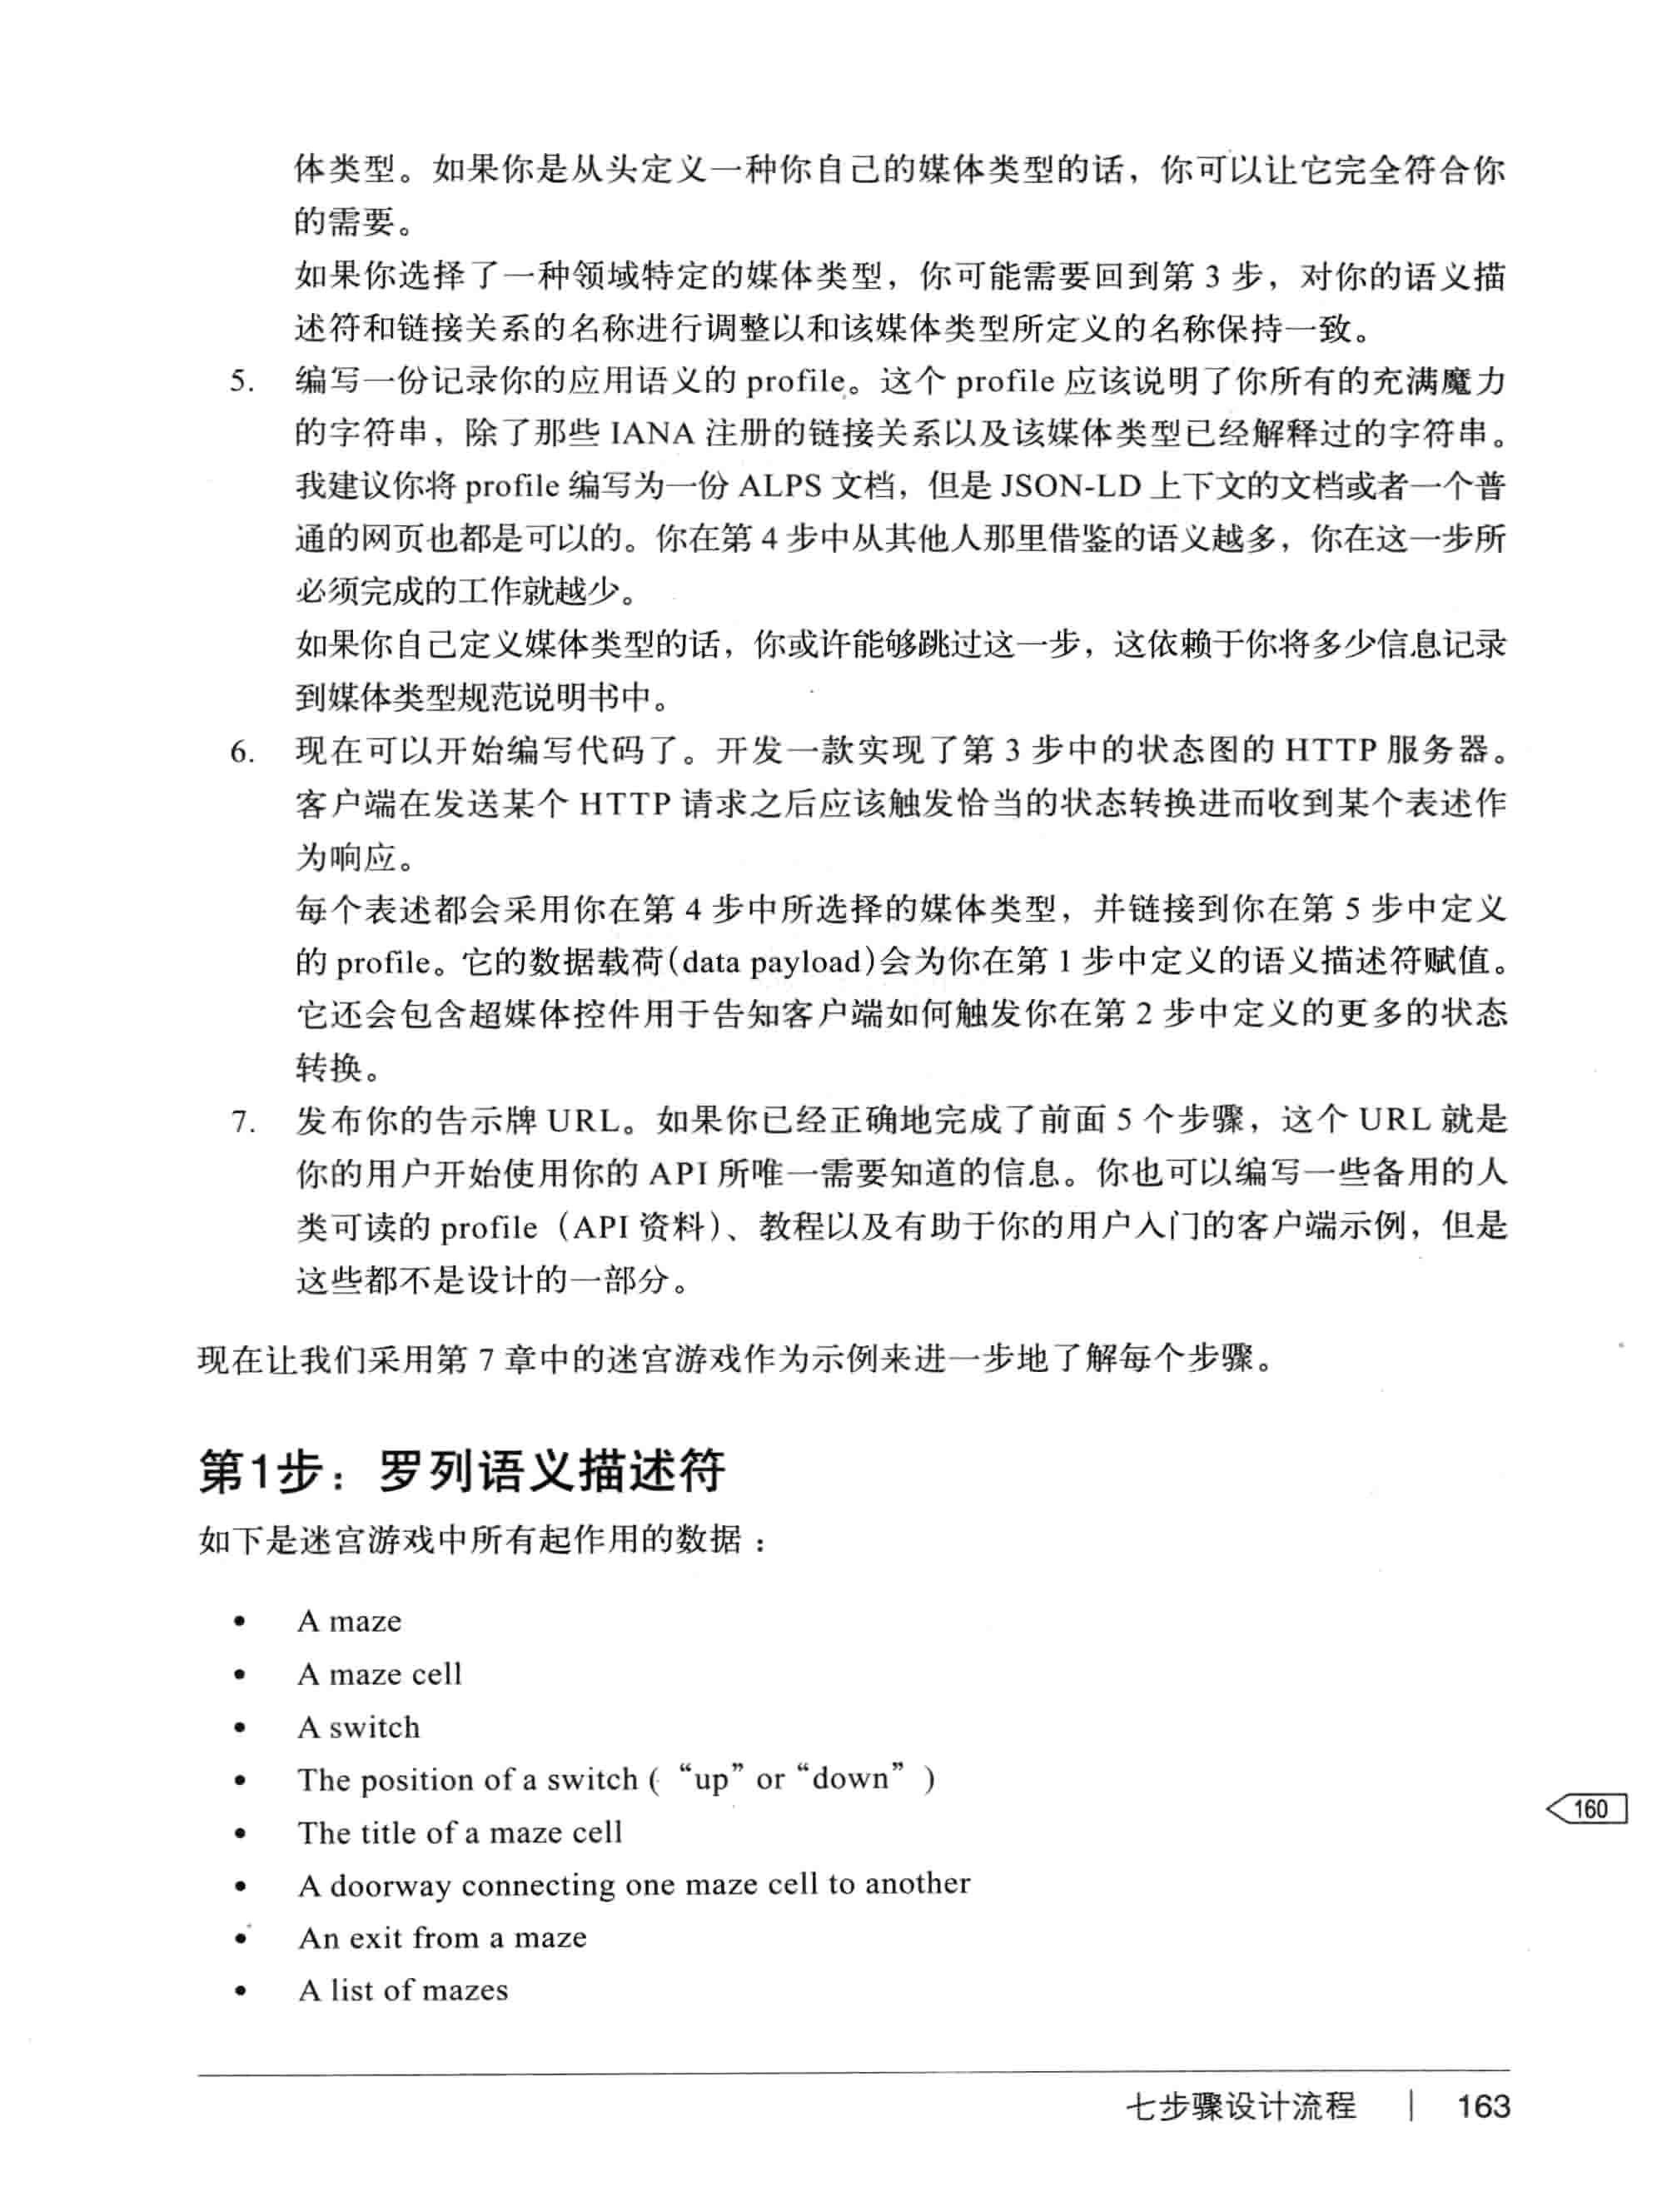 体类型。如果你是从头定义一种你自己的媒体类型的话，你可以让它完全符合你
的需要。
如果你选择了一种领域特定的媒体类型，你可能需要回到第 3 步，对你的语义描
述符和链接关系的名称进行调整以和该媒体类型所定义的名称保持一致。
5. 编写一份记录你的应用语义的 profile。这个 profile 应该说明了你所有的充满魔力
的字符串，除了那些 IANA 注册的链接关系以及该媒体类型已经解释过的字符串。
我建议你将 profile 编写为一份 ALPS 文档，但是 JSON-LD 上下文的文档或者一个普
通的网页也都是可以的。你在第 4 步中从其他人那里借鉴的语义越多，你在这一步所
必须完成的工作就越少。
如果你自己定义媒体类型的话，你或许能够跳过这一步，这依赖于你将多少信息记录
到媒体类型规范说明书中。
6. 现在可以开始编写代码了。开发一款实现了第 3 步中的状态图的 HTTP 服务器。
客户端在发送某个 HTTP 请求之后应该触发恰当的状态转换进而收到某个表述作
为响应。
每个表述都会采用你在第 4 步中所选择的媒体类型，并链接到你在第 5 步中定义
的 profile。它的数据载荷(data payload)会为你在第 1 步中定义的语义描述符赋值。
它还会包含超媒体控件用于告知客户端如何触发你在第 2 步中定义的更多的状态
转换。
7. 发布你的告示牌 URL。如果你已经正确地完成了前面 5 个步骤，这个 URL 就是
你的用户开始使用你的 API 所唯一需要知道的信息。你也可以编写一些备用的人
类可读的 profile（API 资料）、教程以及有助于你的用户入门的客户端示例，但是
这些都不是设计的一部分。
现在让我们采用第 7 章中的迷宫游戏作为示例来进一步地了解每个步骤。
第1步：罗列语义描述符
如下是迷宫游戏中所有起作用的数据：
• A maze
• A maze cell
• A switch
• The position of a switch ( “up” or “down” )
• The title of a maze cell
160
• A doorway connecting one maze cell to another
• An exit from a maze
• A list of mazes
七步骤设计流程 | 163